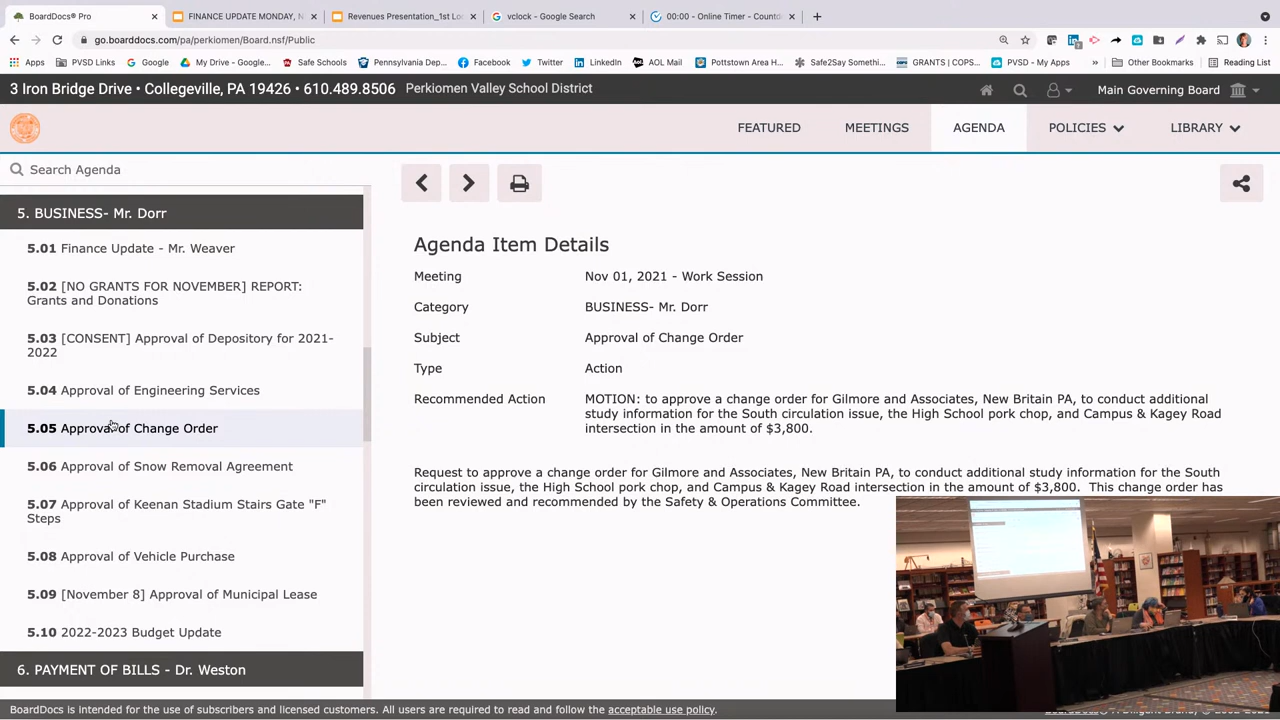 BoardDocs® Pro
FINANCE UPDATE MONDAY, N
Revenues Presentation_1st Lo
vclock - Google Search
00:00 - Online Timer - Countd
go.boarddocs.com/pa/perkiomen/Board.nsf/Public
Apps PVSD Links Google My Drive - Google... Safe Schools Pennsylvania Dep... Facebook Twitter LinkedIn AOL Mail Pottstown Area H... Safe2Say Somethi... GRANTS | COPS... PVSD - My Apps » Other Bookmarks Reading List
3 Iron Bridge Drive • Collegeville, PA 19426 • 610.489.8506 Perkiomen Valley School District Main Governing Board
FEATURED MEETINGS AGENDA POLICIES LIBRARY
Search Agenda
5. BUSINESS- Mr. Dorr
5.01 Finance Update - Mr. Weaver
5.02 [NO GRANTS FOR NOVEMBER] REPORT:
Grants and Donations
5.03 [CONSENT] Approval of Depository for 2021-
2022
5.04 Approval of Engineering Services
5.05 Approval of Change Order
5.06 Approval of Snow Removal Agreement
5.07 Approval of Keenan Stadium Stairs Gate "F"
Steps
5.08 Approval of Vehicle Purchase
5.09 [November 8] Approval of Municipal Lease
5.10 2022-2023 Budget Update
6. PAYMENT OF BILLS - Dr. Weston
Agenda Item Details
Meeting Nov 01, 2021 - Work Session
Category BUSINESS- Mr. Dorr
Subject Approval of Change Order
Type Action
Recommended Action MOTION: to approve a change order for Gilmore and Associates, New Britain PA, to conduct additional
study information for the South circulation issue, the High School pork chop, and Campus & Kagey Road
intersection in the amount of $3,800.
Request to approve a change order for Gilmore and Associates, New Britain PA, to conduct additional study information for the South
circulation issue, the High School pork chop, and Campus & Kagey Road intersection in the amount of $3,800. This change order has
been reviewed and recommended by the Safety & Operations Committee.
BoardDocs is intended for the use of subscribers and licensed customers. All users are required to read and follow the acceptable use policy.